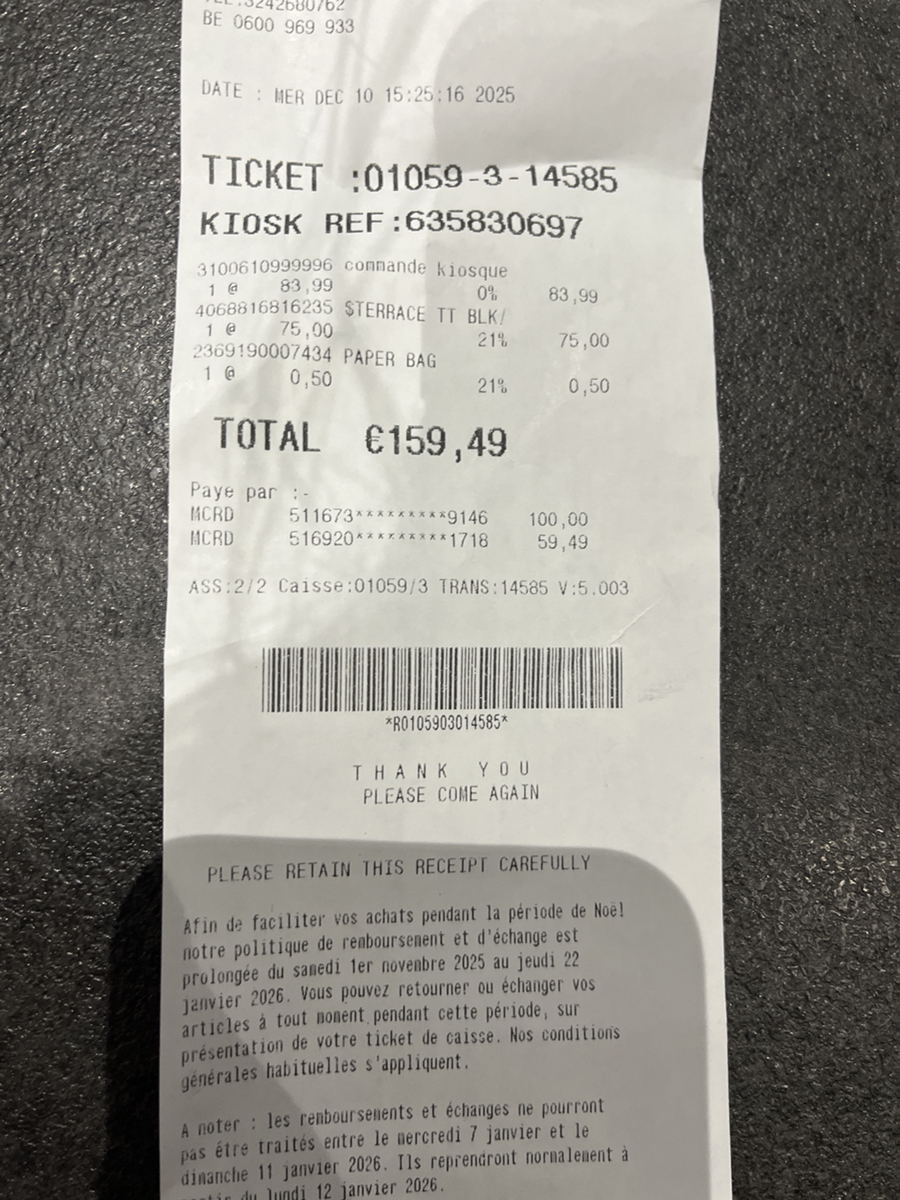 TEL:3242680762
BE 0600 969 933
DATE : MER DEC 10 15:25:16 2025
TICKET :01059-3-14585
KIOSK REF:635830697
3100610999996 commande kiosque
1 @ 83,99 0% 83,99
4068816816235 $TERRACE TT BLK/
1 @ 75,00 21% 75,00
2369190007434 PAPER BAG
1 @ 0,50 21% 0,50
TOTAL €159,49
Paye par :-
MCRD 511673*********9146 100,00
MCRD 516920*********1718 59,49
ASS:2/2 Caisse:01059/3 TRANS:14585 V:5.003
*R0105903014585*
THANK YOU
PLEASE COME AGAIN
PLEASE RETAIN THIS RECEIPT CAREFULLY
Afin de faciliter vos achats pendant la période de Noël
notre politique de remboursement et d'échange est
prolongée du samedi 1er novembre 2025 au jeudi 22
janvier 2026. Vous pouvez retourner ou échanger vos
articles à tout moment pendant cette période, sur
présentation de votre ticket de caisse. Nos conditions
générales habituelles s'appliquent.
A noter : les remboursements et échanges ne pourront
pas être traités entre le mercredi 7 janvier et le
dimanche 11 janvier 2026. Ils reprendront normalement à
partir du lundi 12 janvier 2026.